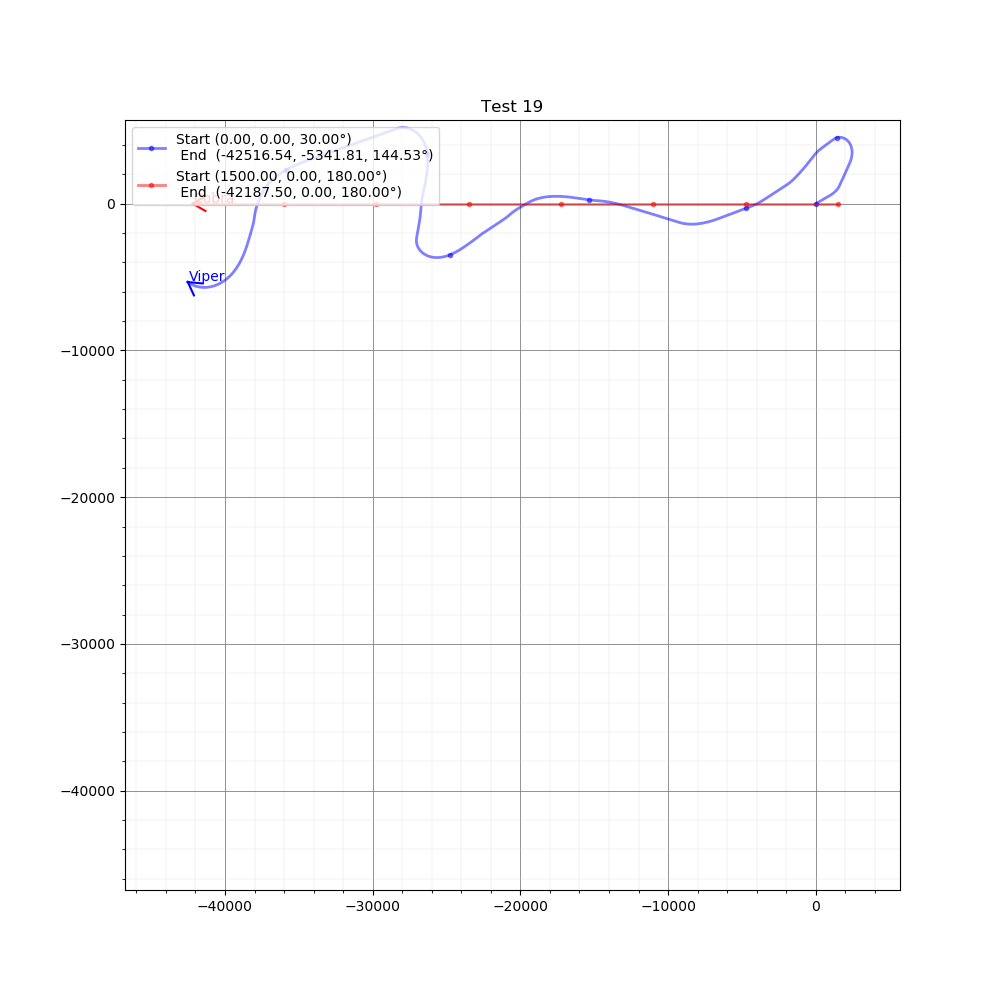 Test 19
Start (0.00, 0.00, 30.00°)
End (-42516.54, -5341.81, 144.53°)
Start (1500.00, 0.00, 180.00°)
End (-42187.50, 0.00, 180.00°)
Cobra
0
Viper
−10000
−20000
−30000
−40000
−40000 −30000 −20000 −10000 0